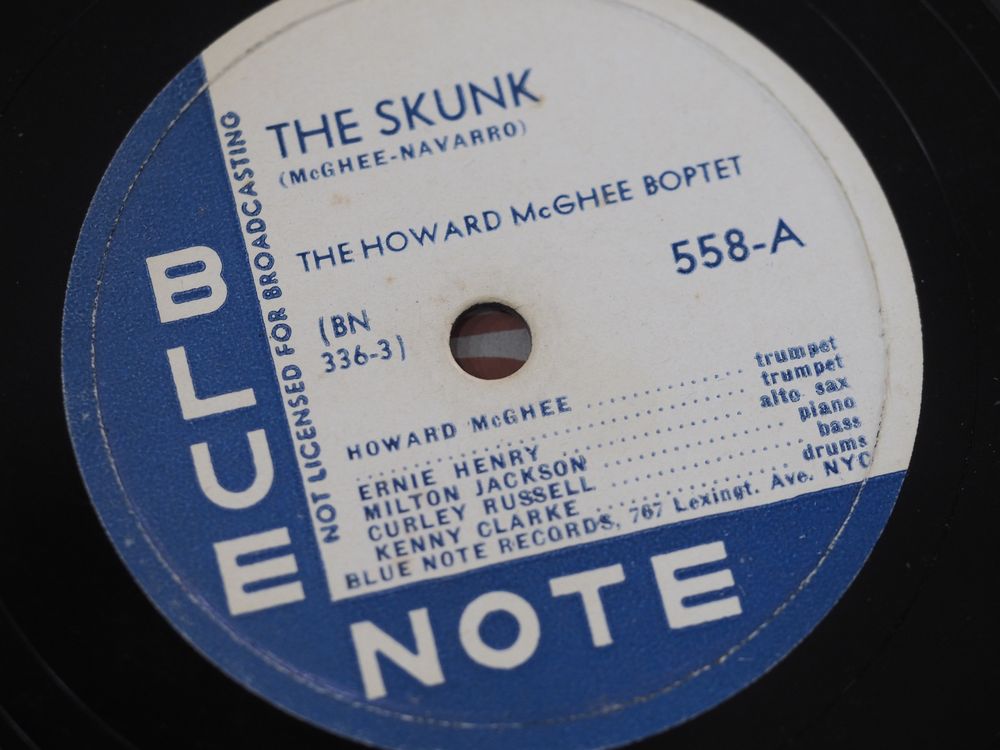 THE SKUNK
(McGHEE-NAVARRO)
THE HOWARD McGHEE BOPTET
558-A
(BN
336-3)
HOWARD McGHEE .......... trumpet
.......... trumpet
ERNIE HENRY .......... alto sax
MILTON JACKSON .......... piano
CURLEY RUSSELL .......... bass
KENNY CLARKE .......... drums
BLUE NOTE RECORDS, 767 Lexingt. Ave. NYC
NOT LICENSED FOR BROADCASTING
BLUE
NOTE